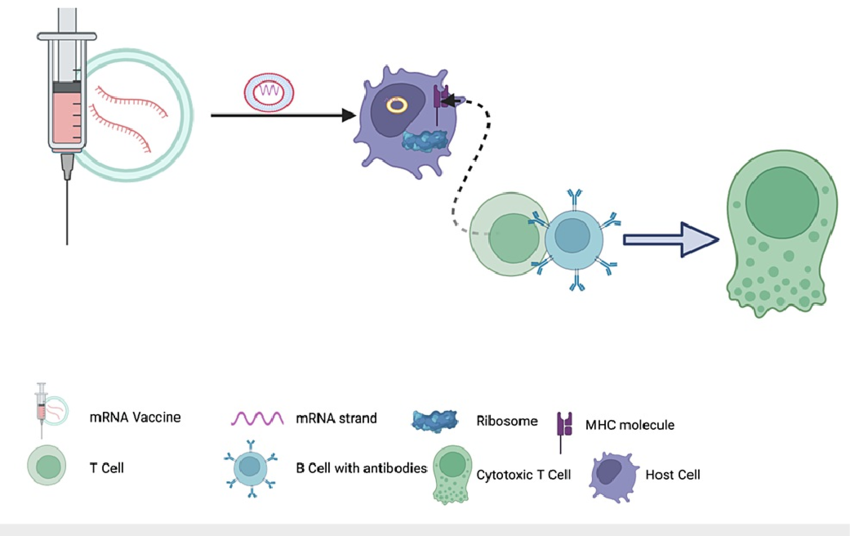 mRNA Vaccine
mRNA strand
Ribosome
MHC molecule
T Cell
B Cell with antibodies
Cytotoxic T Cell
Host Cell